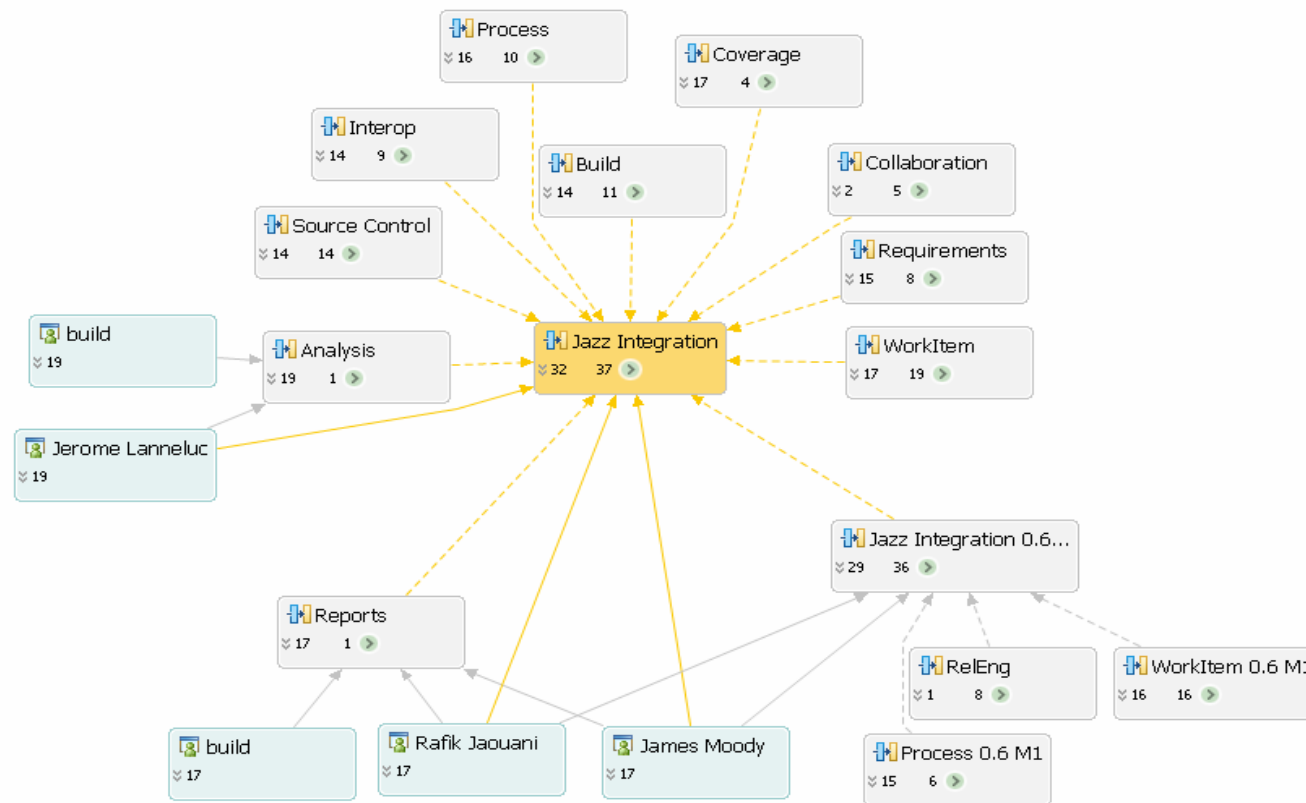 Process
16 10
Coverage
17 4
Interop
14 9
Build
14 11
Collaboration
2 5
Source Control
14 14
Requirements
15 8
build
19
Analysis
19 1
Jazz Integration
32 37
WorkItem
17 19
Jerome Lanneluc
19
Jazz Integration 0.6...
29 36
Reports
17 1
RelEng
1 8
WorkItem 0.6 M1
16 16
build
17
Rafik Jaouani
17
James Moody
17
Process 0.6 M1
15 6